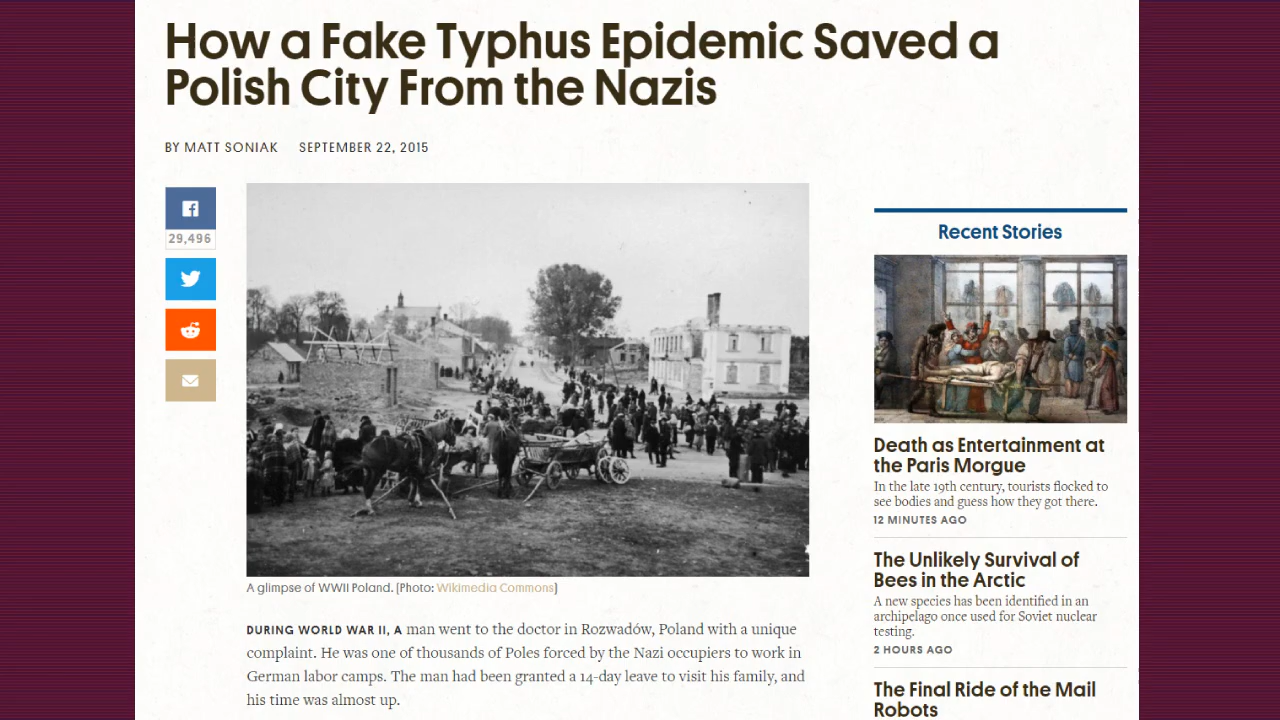 How a Fake Typhus Epidemic Saved a
Polish City From the Nazis
BY MATT SONIAK SEPTEMBER 22, 2015
29,496
A glimpse of WWII Poland. [Photo: Wikimedia Commons]
DURING WORLD WAR II, A man went to the doctor in Rozwadów, Poland with a unique
complaint. He was one of thousands of Poles forced by the Nazi occupiers to work in
German labor camps. The man had been granted a 14-day leave to visit his family, and
his time was almost up.
Recent Stories
Death as Entertainment at
the Paris Morgue
In the late 19th century, tourists flocked to
see bodies and guess how they got there.
12 MINUTES AGO
The Unlikely Survival of
Bees in the Arctic
A new species has been identified in an
archipelago once used for Soviet nuclear
testing.
2 HOURS AGO
The Final Ride of the Mail
Robots